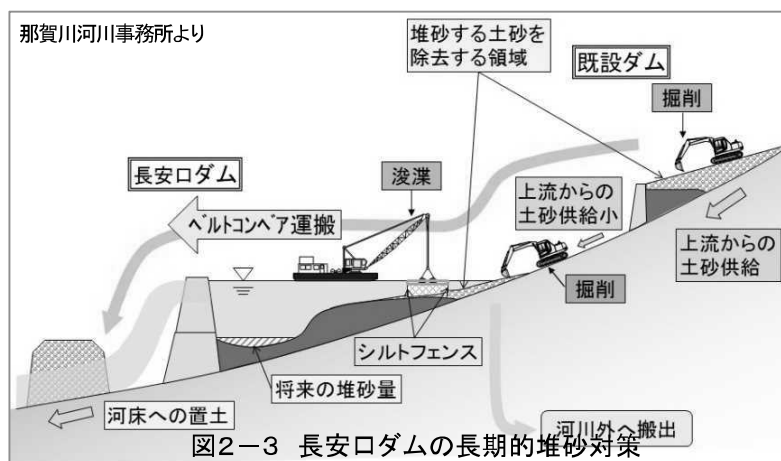 那賀川河川事務所より
堆砂する土砂を
除去する領域
既設ダム
掘削
長安口ダム
浚渫
上流からの
土砂供給小
ベルトコンベア運搬
上流からの
土砂供給
掘削
シルトフェンス
将来の堆砂量
河床への置土
河川外へ搬出
図2-3 長安口ダムの長期的堆砂対策